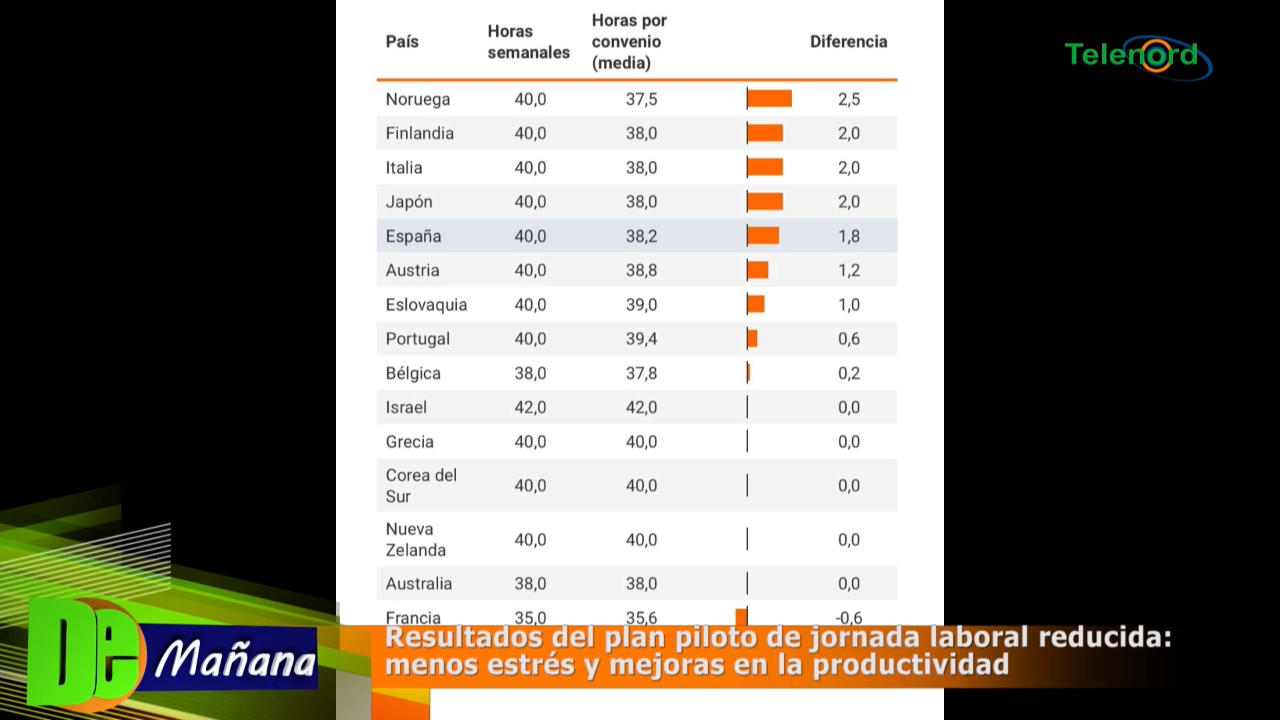 País Horas semanales Horas por convenio (media) Diferencia
Telenord
Noruega 40,0 37,5 2,5
Finlandia 40,0 38,0 2,0
Italia 40,0 38,0 2,0
Japón 40,0 38,0 2,0
España 40,0 38,2 1,8
Austria 40,0 38,8 1,2
Eslovaquia 40,0 39,0 1,0
Portugal 40,0 39,4 0,6
Bélgica 38,0 37,8 0,2
Israel 42,0 42,0 0,0
Grecia 40,0 40,0 0,0
Corea del Sur 40,0 40,0 0,0
Nueva Zelanda 40,0 40,0 0,0
Australia 38,0 38,0 0,0
Francia 35,0 35,6 -0,6
De Mañana
Resultados del plan piloto de jornada laboral reducida:
menos estrés y mejoras en la productividad